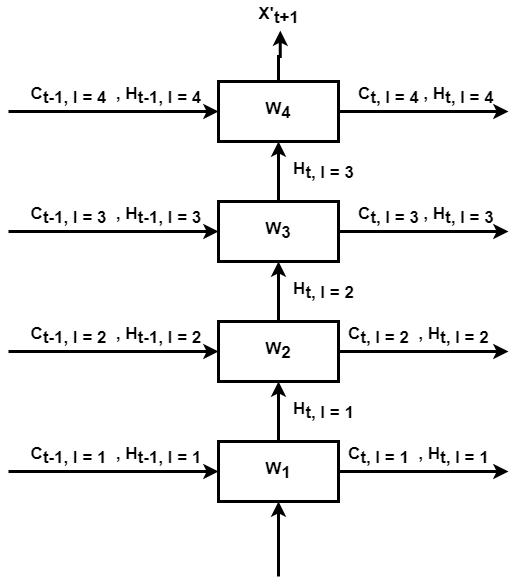 X't+1
Ct-1, l = 4 , Ht-1, l = 4
W4
Ct, l = 4 , Ht, l = 4
Ht, l = 3
Ct-1, l = 3 , Ht-1, l = 3
W3
Ct, l = 3 , Ht, l = 3
Ht, l = 2
Ct-1, l = 2 , Ht-1, l = 2
W2
Ct, l = 2 , Ht, l = 2
Ht, l = 1
Ct-1, l = 1 , Ht-1, l = 1
W1
Ct, l = 1 , Ht, l = 1